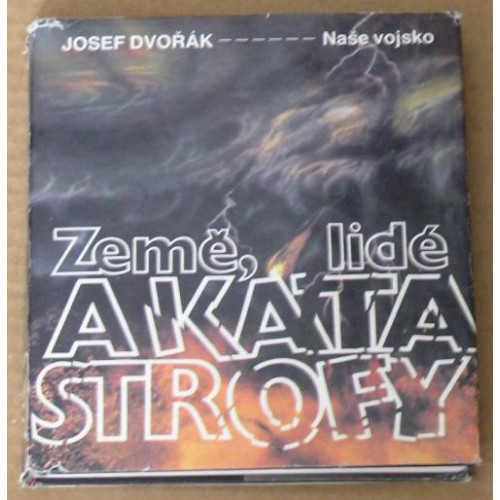 JOSEF DVOŘÁK ------ Naše vojsko
Země, lidé
A KATA
STROFY